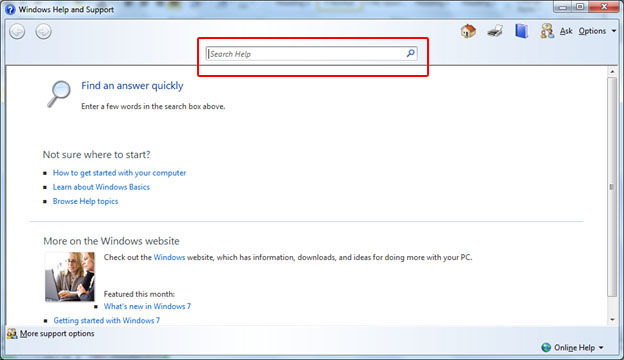 Windows Help and Support
Ask Options
Search Help
Find an answer quickly
Enter a few words in the search box above.
Not sure where to start?
How to get started with your computer
Learn about Windows Basics
Browse Help topics
More on the Windows website
Check out the Windows website, which has information, downloads, and ideas for doing more with your PC.
Featured this month:
What's new in Windows 7
Getting started with Windows 7
More support options
Online Help